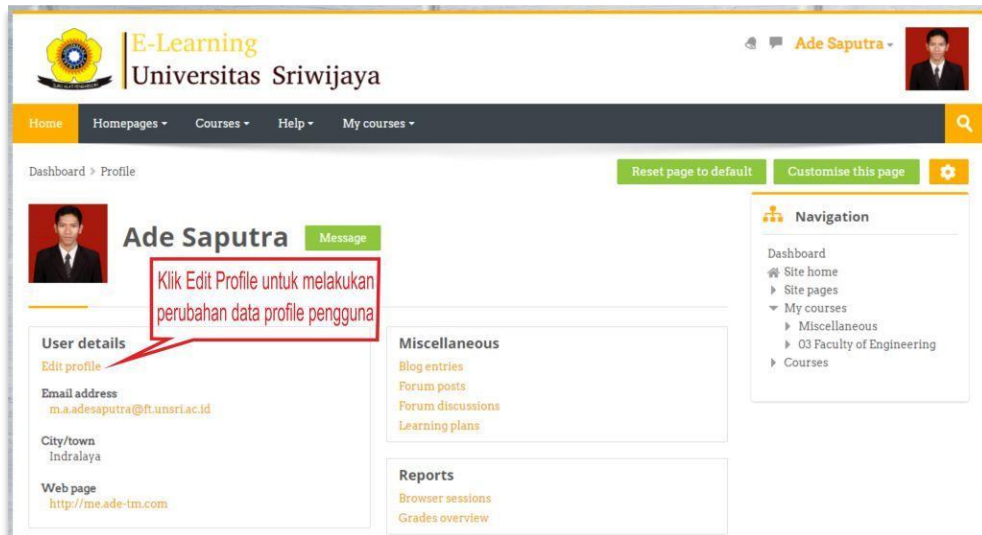 E-Learning
Universitas Sriwijaya
Ade Saputra
Home Homepages Courses Help My courses
Dashboard > Profile
Reset page to default Customise this page
Ade Saputra Message
Klik Edit Profile untuk melakukan
perubahan data profile pengguna
User details
Edit profile
Email address
m.a.adesaputra@ft.unsri.ac.id
City/town
Indralaya
Web page
http://me.ade-tm.com
Miscellaneous
Blog entries
Forum posts
Forum discussions
Learning plans
Reports
Browser sessions
Grades overview
Navigation
Dashboard
Site home
Site pages
My courses
Miscellaneous
03 Faculty of Engineering
Courses